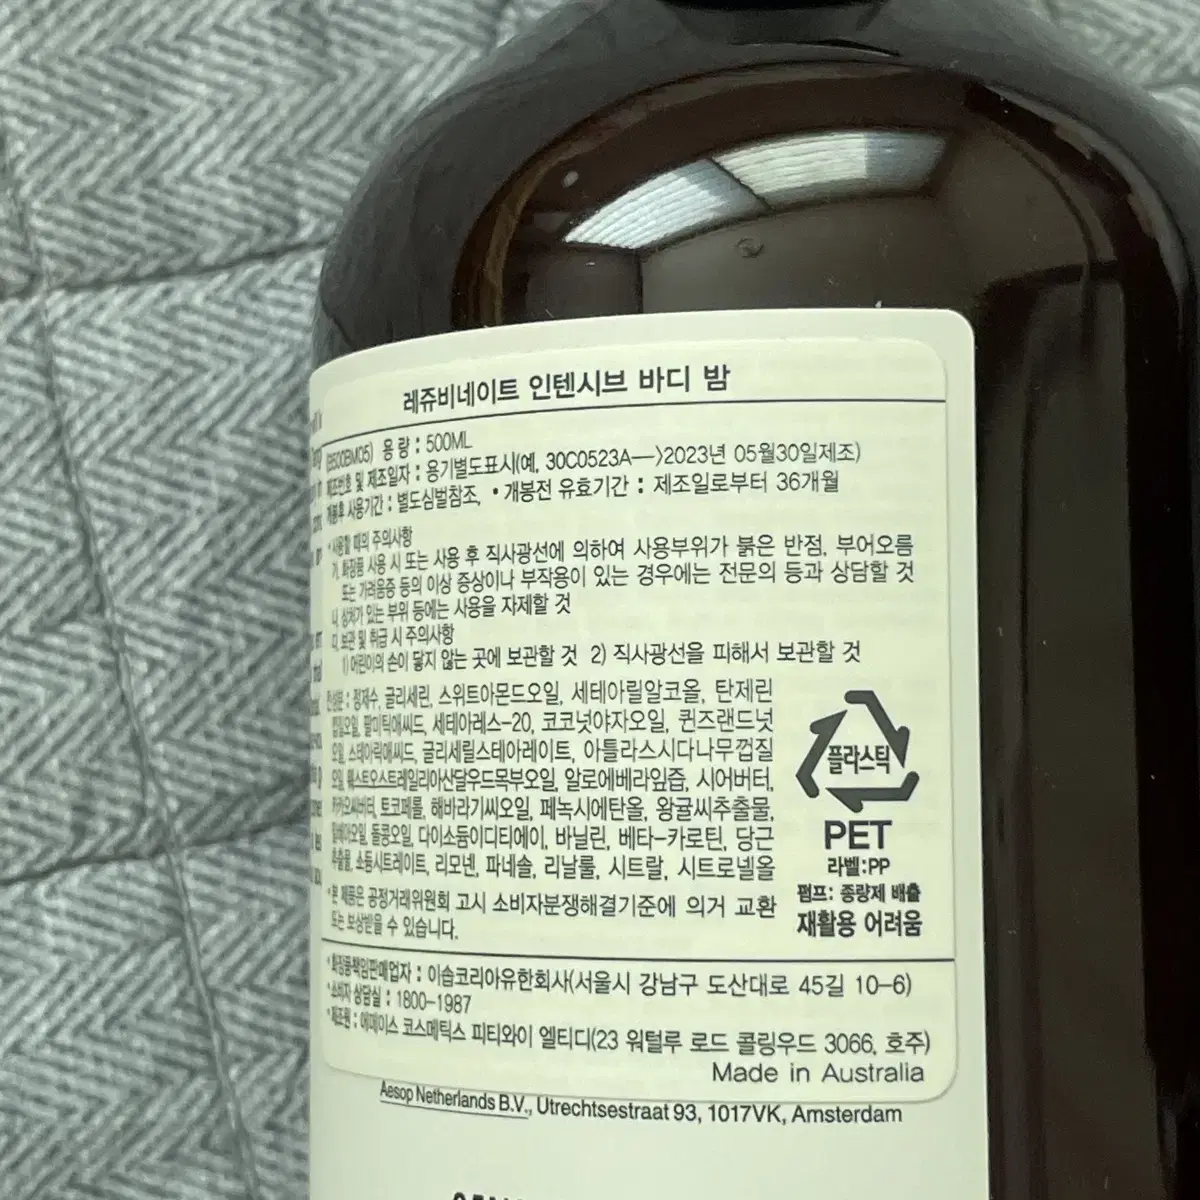 레쥬비네이트 인텐시브 바디 밤
(B500BM05) 용 량 : 500ML
제조번호 및 제조일자 : 용기별도표시(예, 30C0523A—>2023년 05월30일제조)
개봉후 사용기간 : 별도심벌참조, • 개봉전 유효기간 : 제조일로부터 36개월
* 사용할 때의 주의사항
가. 화장품 사용 시 또는 사용 후 직사광선에 의하여 사용부위가 붉은 반점, 부어오름
또는 가려움증 등의 이상 증상이나 부작용이 있는 경우에는 전문의 등과 상담할 것
나. 상처가 있는 부위 등에는 사용을 자제할 것
다. 보관 및 취급 시 주의사항
1) 어린이의 손이 닿지 않는 곳에 보관할 것 2) 직사광선을 피해서 보관할 것
전성분 : 정제수, 글리세린, 스위트아몬드오일, 세테아릴알코올, 탄제린
껍질오일, 팔미틱애씨드, 세테아레스-20, 코코넛야자오일, 퀸즈랜드넛
오일, 스테아릭애씨드, 글리세릴스테아레이트, 아틀라스시다나무껍질
오일, 웨스트오스트레일리아산달우드목부오일, 알로에베라잎즙, 시어버터,
카카오씨버터, 토코페롤, 해바라기씨오일, 페녹시에탄올, 왕귤씨추출물,
밀배아오일, 돌콩오일, 다이소듐이디티에이, 바닐린, 베타-카로틴, 당근
추출물, 소듐시트레이트, 리모넨, 파네솔, 리날룰, 시트랄, 시트로넬올
* 본 제품은 공정거래위원회 고시 소비자분쟁해결기준에 의거 교환
또는 보상받을 수 있습니다.
플라스틱
PET
라벨:PP
펌프: 종량제 배출
재활용 어려움
* 화장품책임판매업자 : 이솝코리아유한회사(서울시 강남구 도산대로 45길 10-6)
* 소비자 상담실 : 1800-1987
* 제조원 : 에메이스 코스메틱스 피티와이 엘티디(23 워털루 로드 콜링우드 3066, 호주)
Made in Australia
Aesop Netherlands B.V., Utrechtsestraat 93, 1017VK, Amsterdam